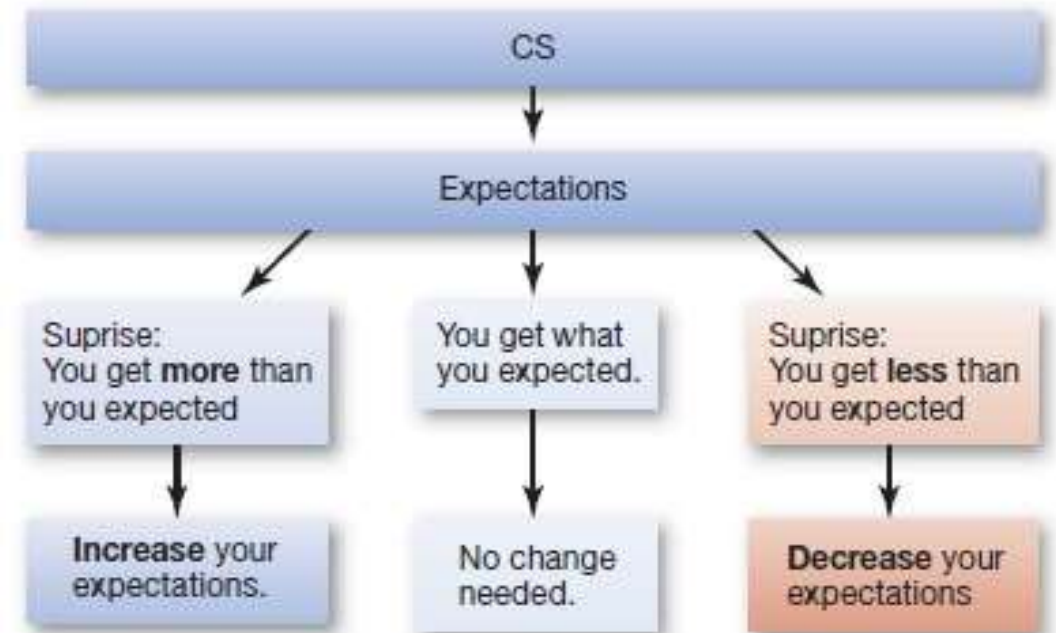 CS
Expectations
Suprise:
You get more than
you expected
You get what
you expected.
Suprise:
You get less than
you expected
Increase your
expectations.
No change
needed.
Decrease your
expectations